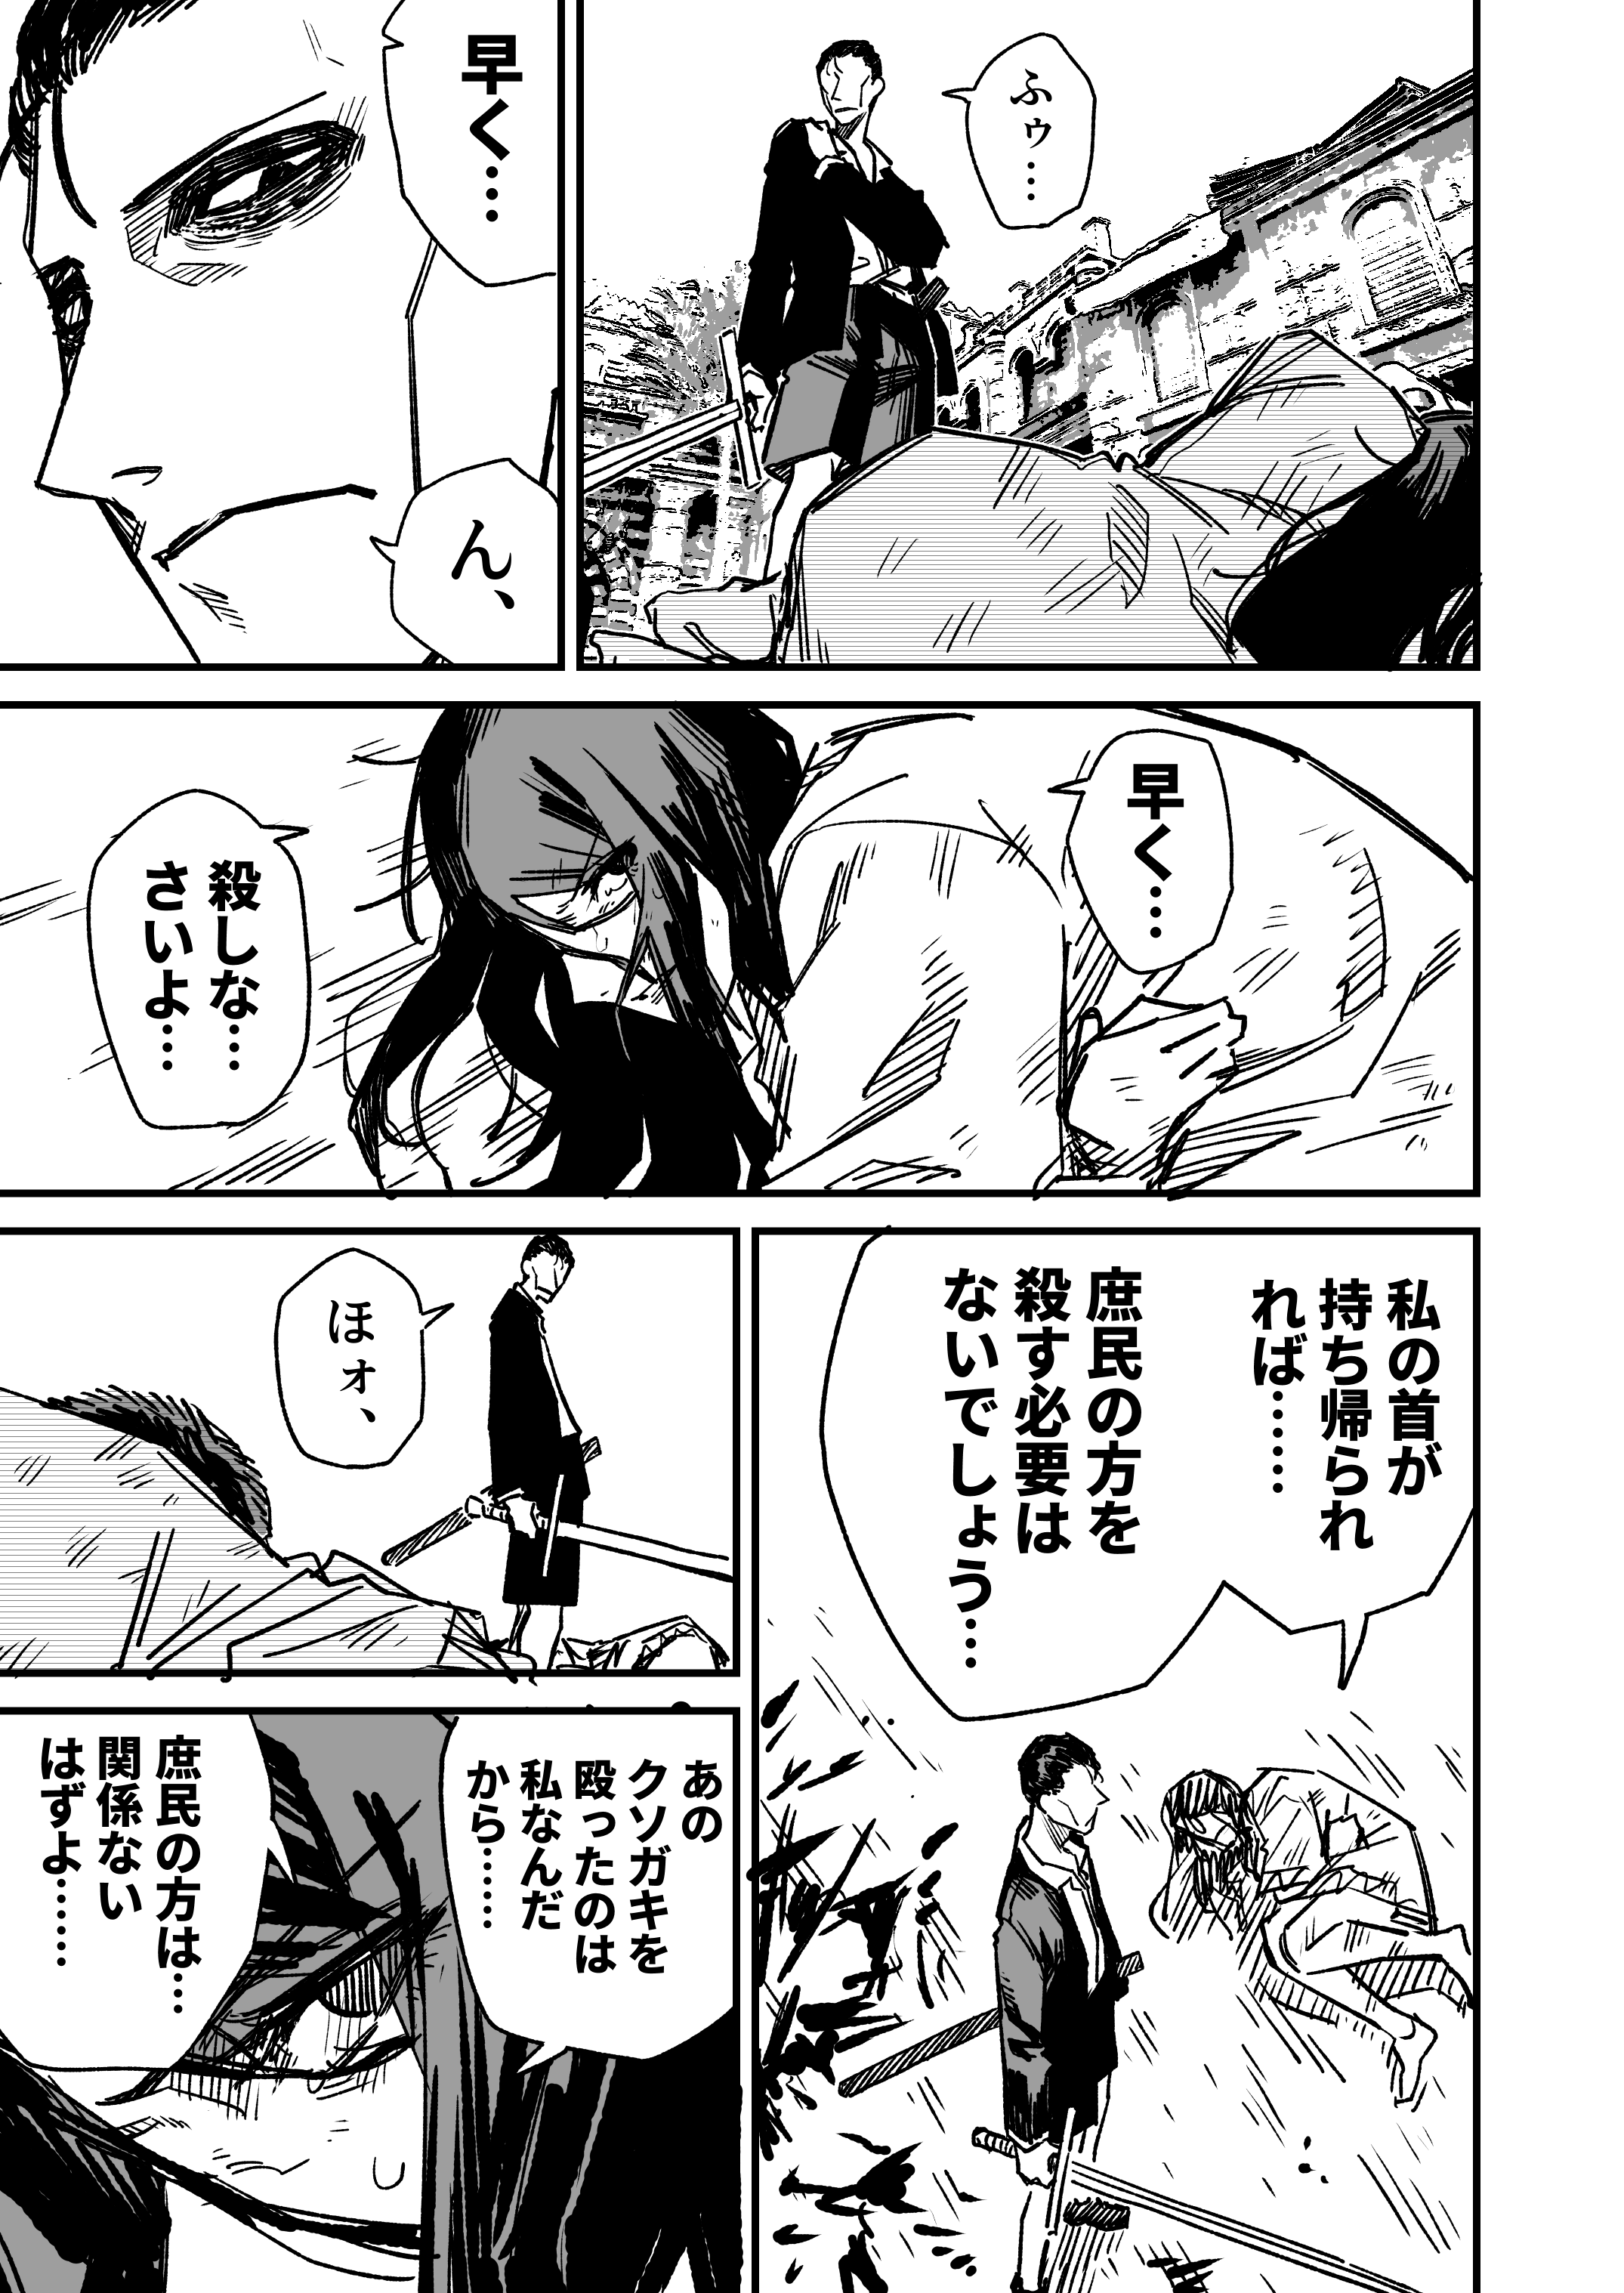 ふゥ…
早く…
ん、
早く…
殺しな…
さいよ…
私の首が
持ち帰られ
れば……
庶民の方を
殺す必要は
ないでしょう…
ほォ、
あの
クソガキを
殴ったのは
私なんだ
から……
庶民の方は…
関係ない
はずよ……